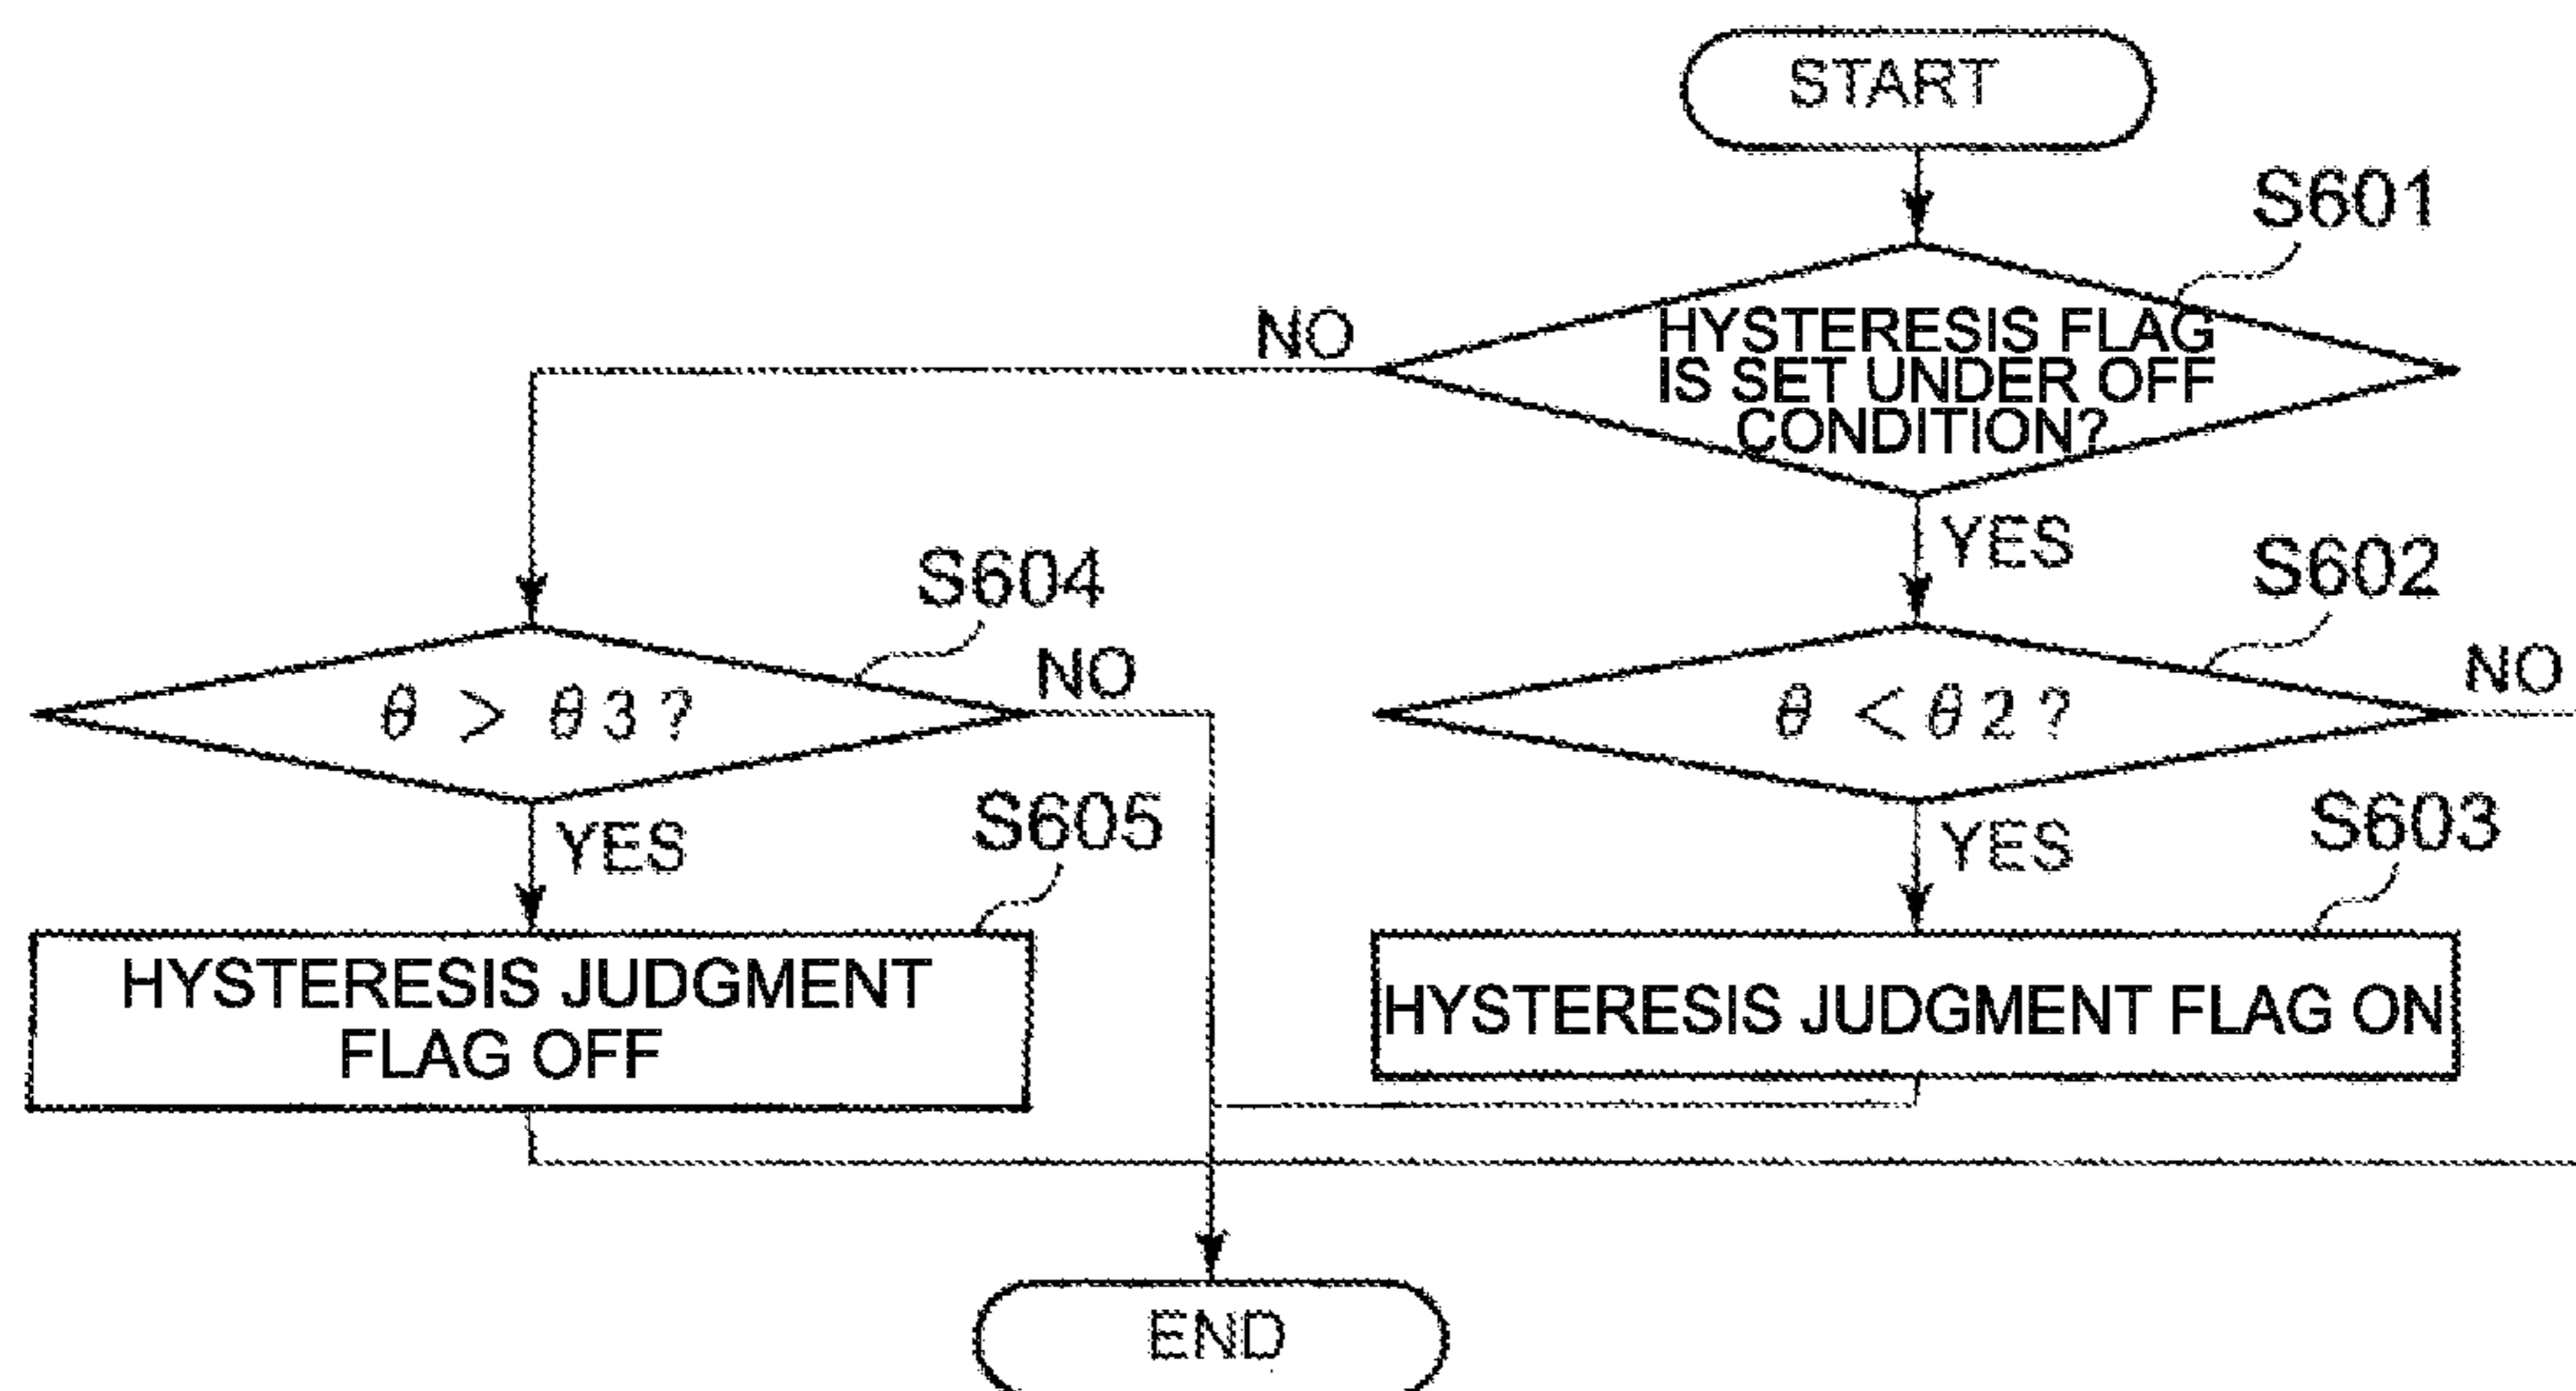 START
S601
NO
HYSTERESIS FLAG
IS SET UNDER OFF
CONDITION?
YES
S604
S602
NO
NO
θ > θ3?
θ < θ2?
YES
S605
YES
S603
HYSTERESIS JUDGMENT
FLAG OFF
HYSTERESIS JUDGMENT FLAG ON
END